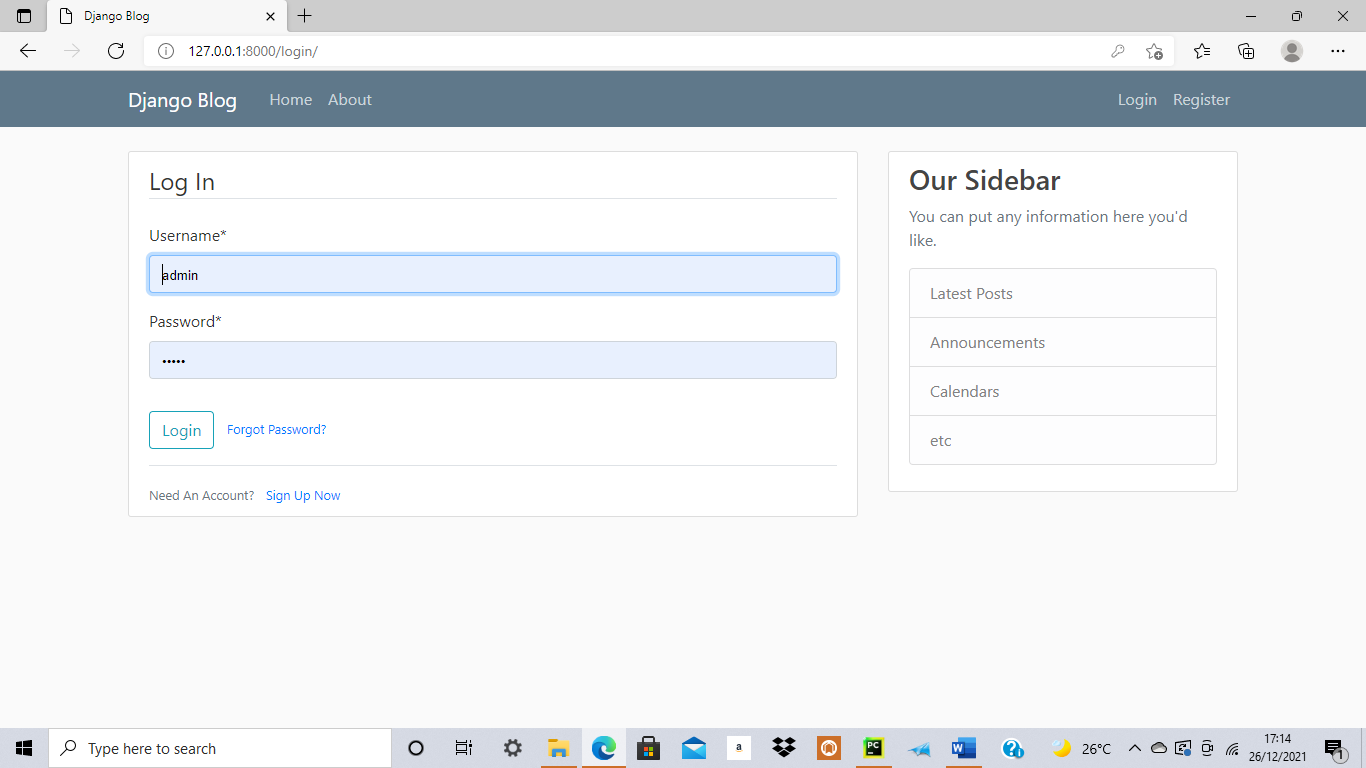 Django Blog
127.0.0.1:8000/login/
Django Blog Home About Login Register
Log In
Username*
admin
Password*
•••••
Login Forgot Password?
Need An Account? Sign Up Now
Our Sidebar
You can put any information here you'd
like.
Latest Posts
Announcements
Calendars
etc
Type here to search
a
PC
W
26°C
17:14
26/12/2021
1